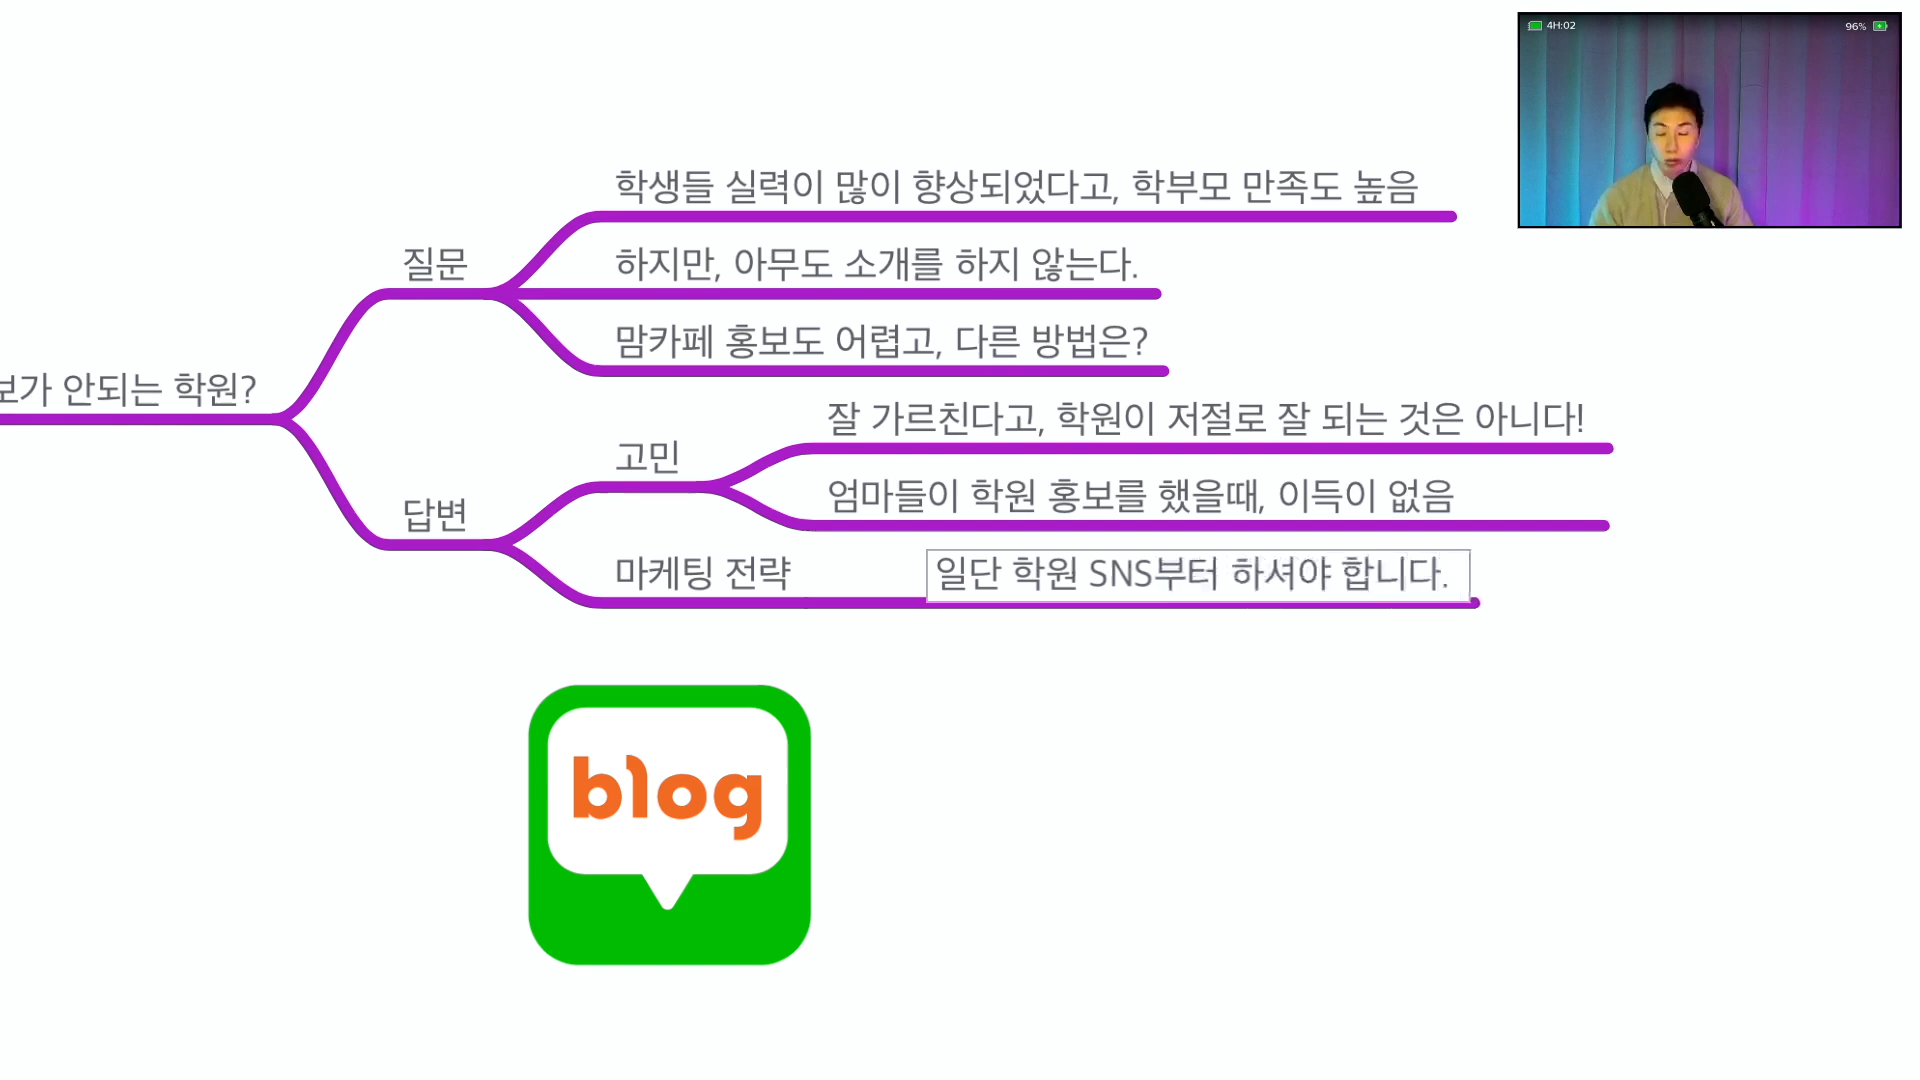 4H:02
96%
학생들 실력이 많이 향상되었다고, 학부모 만족도 높음
질문
하지만, 아무도 소개를 하지 않는다.
맘카페 홍보도 어렵고, 다른 방법은?
보가 안되는 학원?
잘 가르친다고, 학원이 저절로 잘 되는 것은 아니다!
고민
엄마들이 학원 홍보를 했을때, 이득이 없음
답변
마케팅 전략
일단 학원 SNS부터 하셔야 합니다.
blog